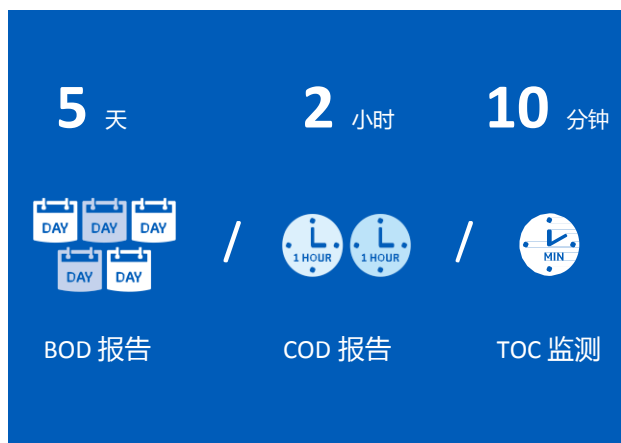 5 天
2 小时
10 分钟
DAY DAY DAY
DAY DAY
/
1 HOUR 1 HOUR
/
MIN
BOD 报告
COD 报告
TOC 监测